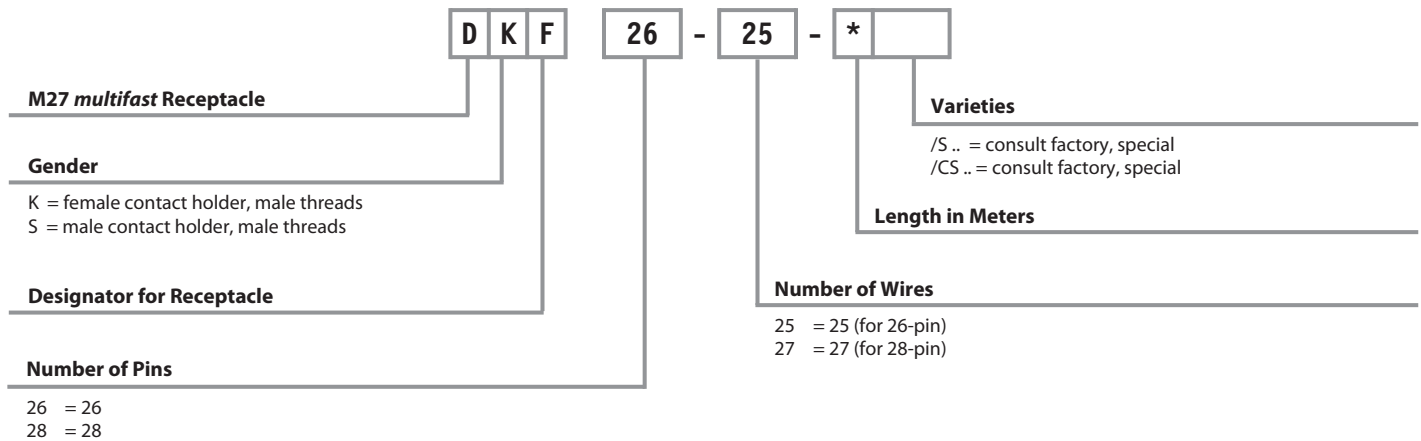 D K F 26 - 25 - *
M27 multifast Receptacle
Gender
K = female contact holder, male threads
S = male contact holder, male threads
Designator for Receptacle
Number of Pins
26 = 26
28 = 28
Varieties
/S .. = consult factory, special
/CS .. = consult factory, special
Length in Meters
Number of Wires
25 = 25 (for 26-pin)
27 = 27 (for 28-pin)